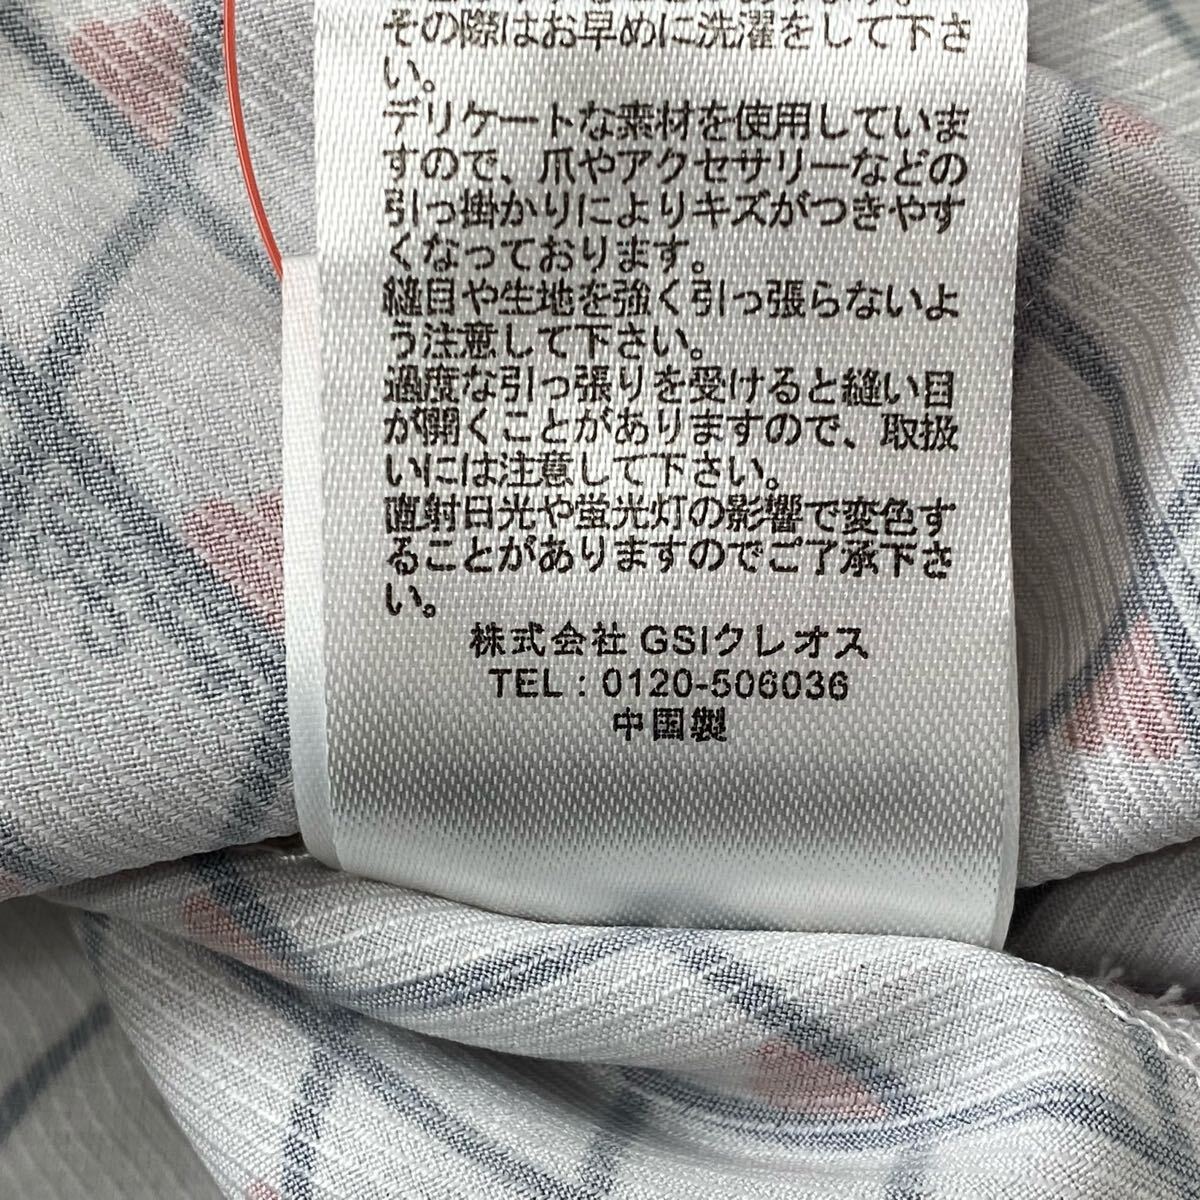 その際はお早めに洗濯をして下さ
い。
デリケートな素材を使用していま
すので、爪やアクセサリーなどの
引っ掛かりによりキズがつきやす
くなっております。
縫目や生地を強く引っ張らないよ
う注意して下さい。
過度な引っ張りを受けると縫い目
が開くことがありますので、取扱
いには注意して下さい。
直射日光や蛍光灯の影響で変色す
ることがありますのでご了承下さ
い。
株式会社 GSIクレオス
TEL : 0120-506036
中国製